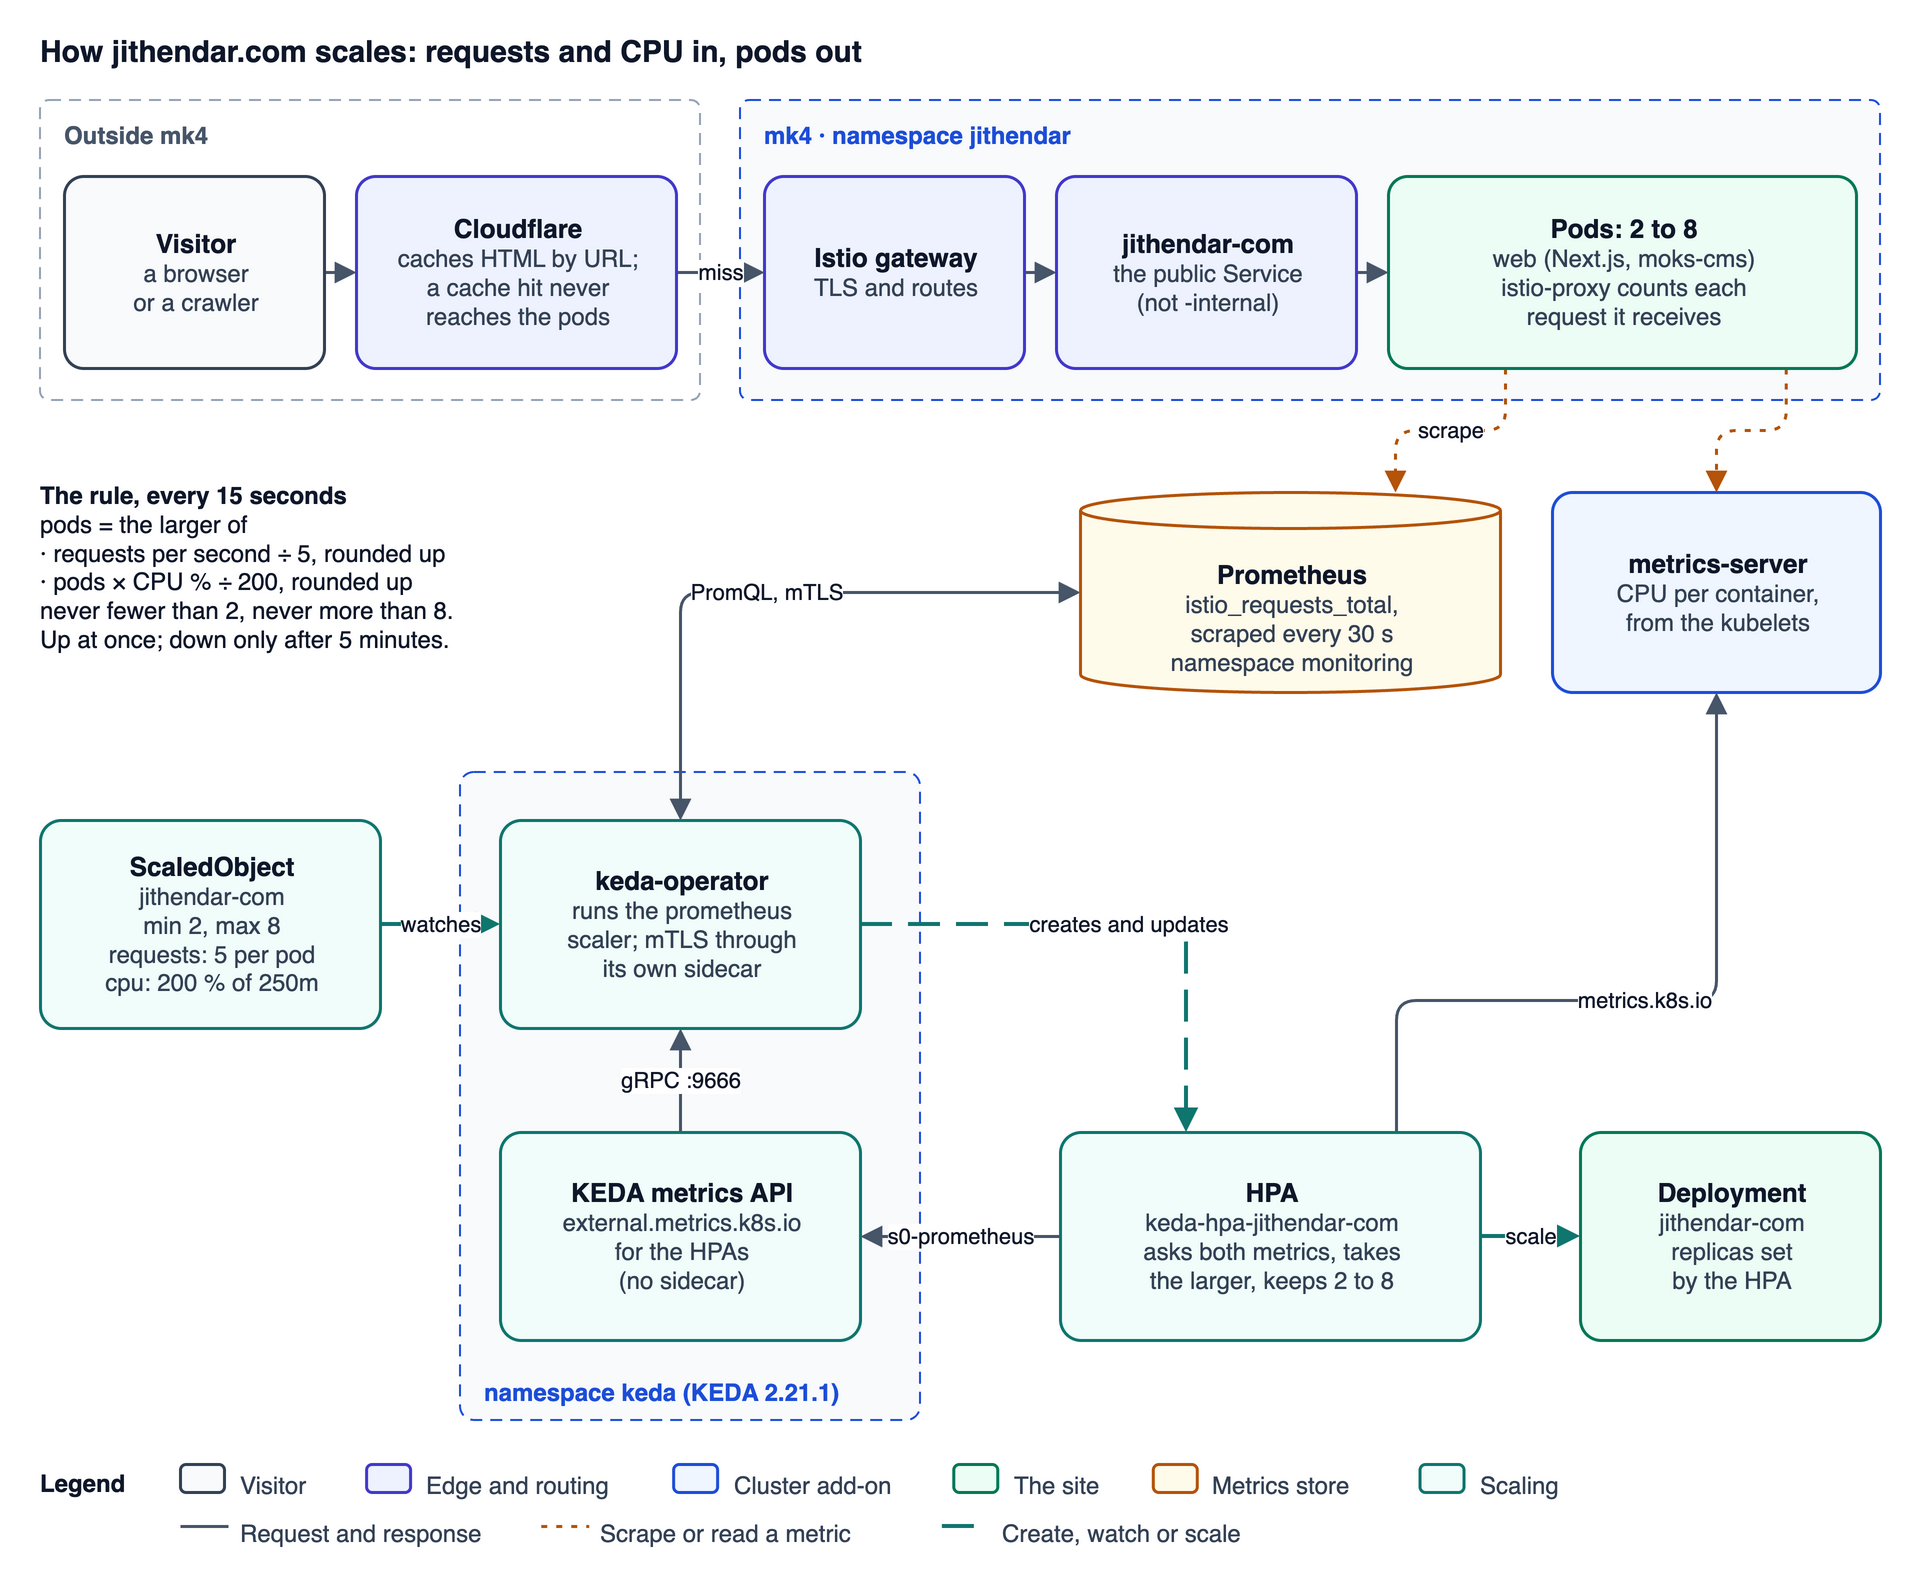 How jithendar.com scales: requests and CPU in, pods out
Outside mk4
Visitor
a browser
or a crawler
Cloudflare
caches HTML by URL;
a cache hit never
reaches the pods
miss
mk4 · namespace jithendar
Istio gateway
TLS and routes
jithendar-com
the public Service
(not -internal)
Pods: 2 to 8
web (Next.js, moks-cms)
istio-proxy counts each
request it receives
scrape
The rule, every 15 seconds
pods = the larger of
· requests per second ÷ 5, rounded up
· pods × CPU % ÷ 200, rounded up
never fewer than 2, never more than 8.
Up at once; down only after 5 minutes.
PromQL, mTLS
Prometheus
istio_requests_total,
scraped every 30 s
namespace monitoring
metrics-server
CPU per container,
from the kubelets
ScaledObject
jithendar-com
min 2, max 8
requests: 5 per pod
cpu: 200 % of 250m
watches
keda-operator
runs the prometheus
scaler; mTLS through
its own sidecar
creates and updates
metrics.k8s.io
gRPC :9666
KEDA metrics API
external.metrics.k8s.io
for the HPAs
(no sidecar)
s0-prometheus
HPA
keda-hpa-jithendar-com
asks both metrics, takes
the larger, keeps 2 to 8
scale
Deployment
jithendar-com
replicas set
by the HPA
namespace keda (KEDA 2.21.1)
Legend
Visitor
Edge and routing
Cluster add-on
The site
Metrics store
Scaling
Request and response
Scrape or read a metric
Create, watch or scale